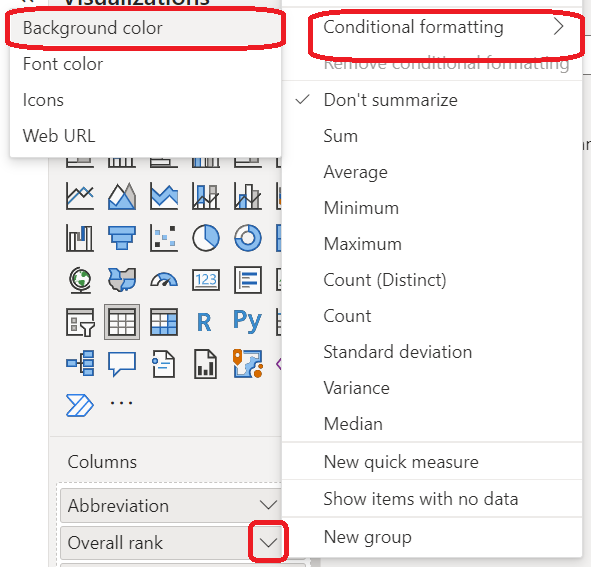 Visualizations
Background color
Font color
Icons
Web URL
Conditional formatting
Remove conditional formatting
Don't summarize
Sum
Average
Minimum
Maximum
Count (Distinct)
Count
Standard deviation
Variance
Median
New quick measure
Show items with no data
New group
123
R
Py
...
Columns
Abbreviation
Overall rank